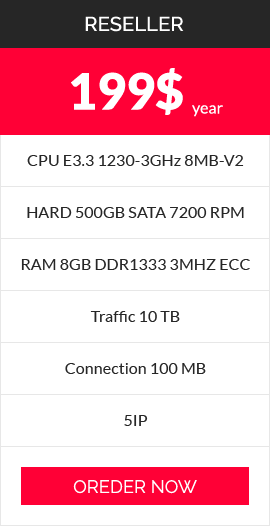 RESELLER
199$ year
CPU E3.3 1230-3GHz 8MB-V2
HARD 500GB SATA 7200 RPM
RAM 8GB DDR1333 3MHZ ECC
Traffic 10 TB
Connection 100 MB
5IP
OREDER NOW